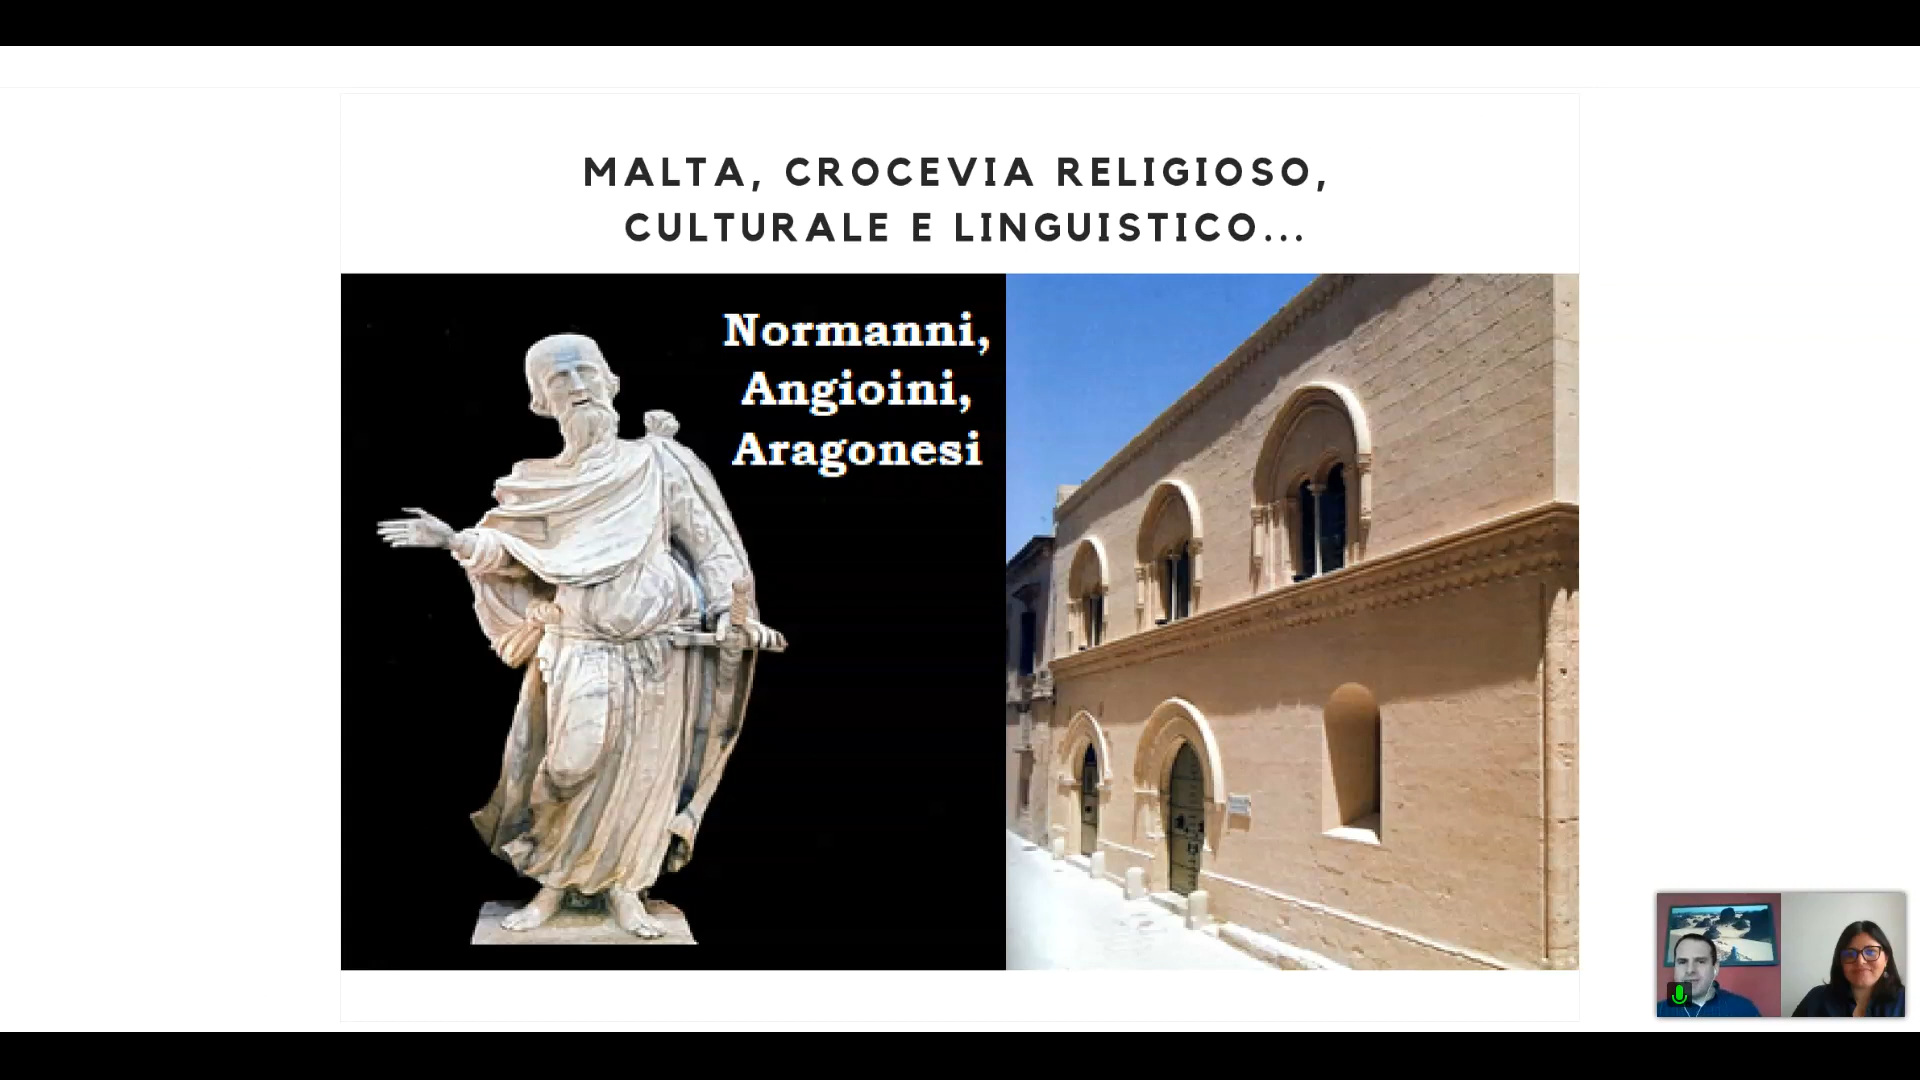 MALTA, CROCEVIA RELIGIOSO,
CULTURALE E LINGUISTICO...
Normanni,
Angioini,
Aragonesi